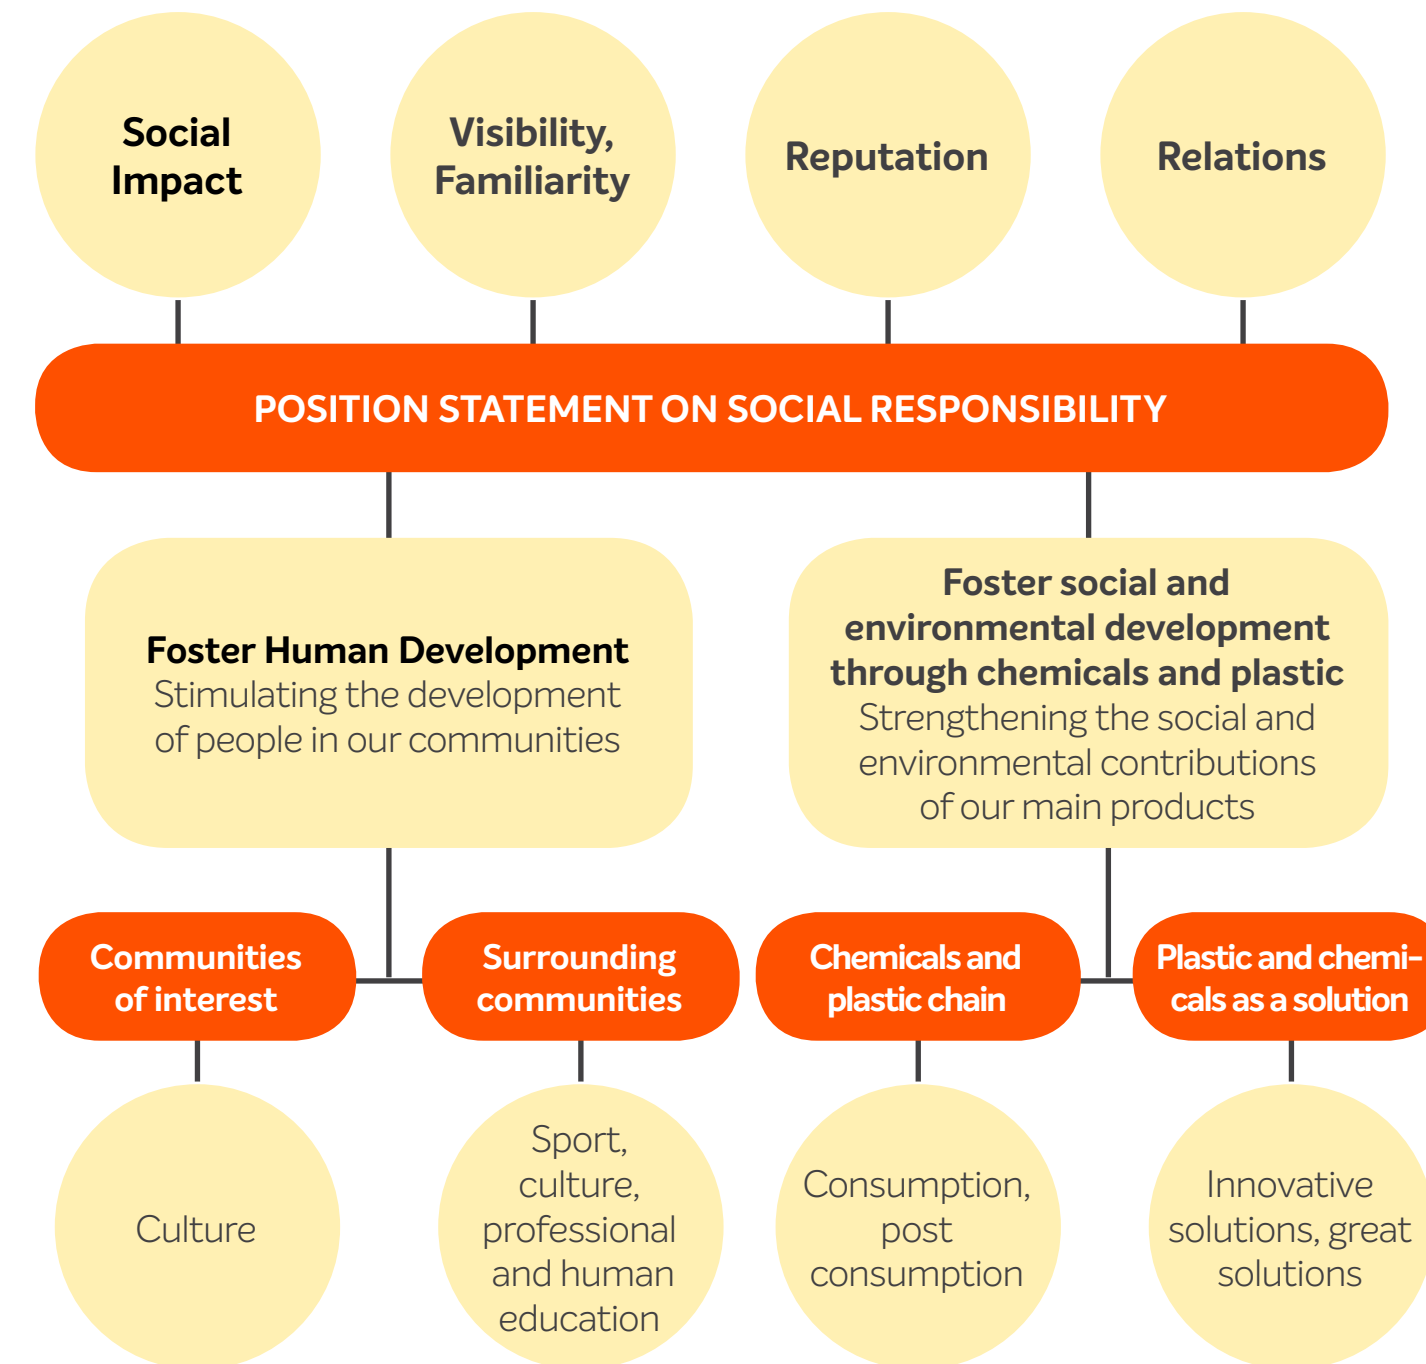 Social
Impact
Visibility,
Familiarity
Reputation
Relations
POSITION STATEMENT ON SOCIAL RESPONSIBILITY
Foster Human Development
Stimulating the development
of people in our communities
Foster social and
environmental development
through chemicals and plastic
Strengthening the social and
environmental contributions
of our main products
Communities
of interest
Surrounding
communities
Chemicals and
plastic chain
Plastic and chemi-
cals as a solution
Culture
Sport,
culture,
professional
and human
education
Consumption,
post
consumption
Innovative
solutions, great
solutions